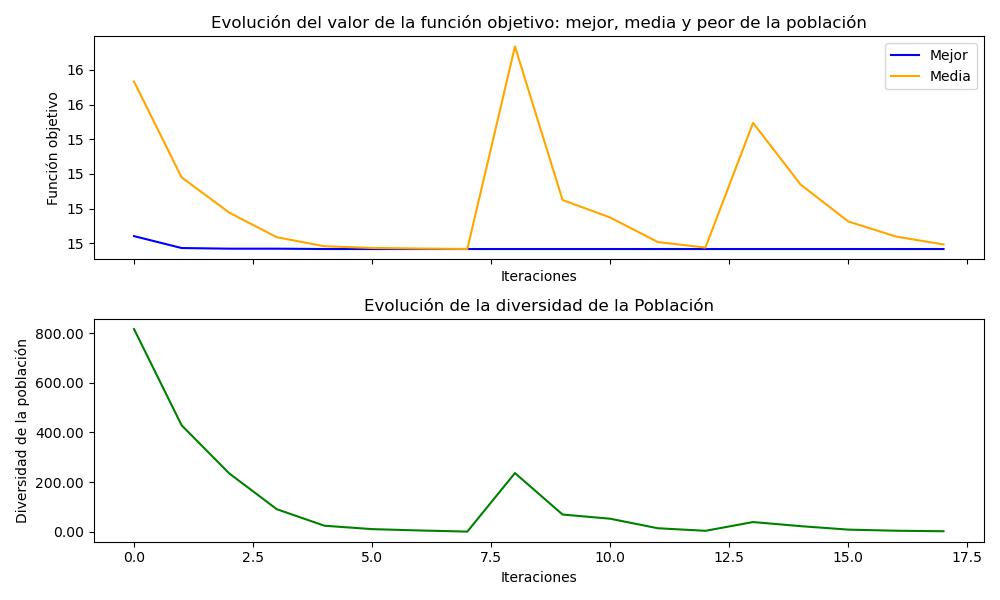 Evolución del valor de la función objetivo: mejor, media y peor de la población
Función objetivo
16
16
15
15
15
15
Mejor
Media
Iteraciones
Evolución de la diversidad de la Población
Diversidad de la población
800.00
600.00
400.00
200.00
0.00
0.0 2.5 5.0 7.5 10.0 12.5 15.0 17.5
Iteraciones